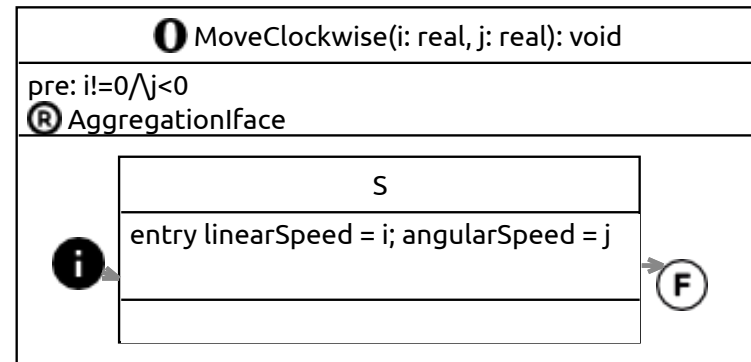 O MoveClockwise(i: real, j: real): void
pre: i!=0/\j<0
R AggregationIface
S
entry linearSpeed = i; angularSpeed = j
i
F